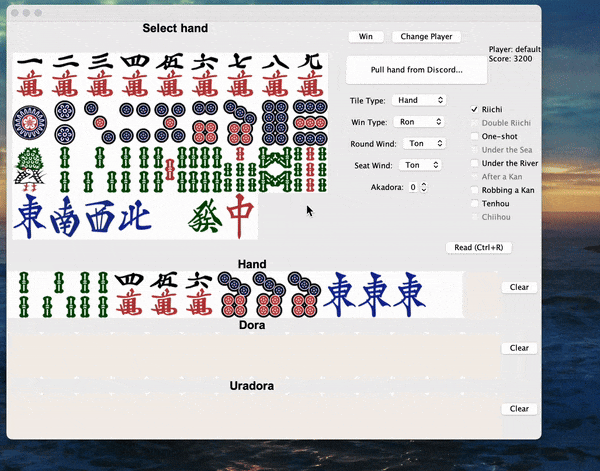 Select hand
一 二 三 四 伍 六 七 八 九
萬 萬 萬 萬 萬 萬 萬 萬 萬
東 南 西 北 發 中
Win
Change Player
Player: default
Score: 3200
Pull hand from Discord...
Tile Type: Hand
Win Type: Ron
Round Wind: Ton
Seat Wind: Ton
Akadora: 0
Riichi
Double Riichi
One-shot
Under the Sea
Under the River
After a Kan
Robbing a Kan
Tenhou
Chiihou
Read (Ctrl+R)
Hand
四 伍 六
萬 萬 萬
東 東 東
Clear
Dora
Clear
Uradora
Clear